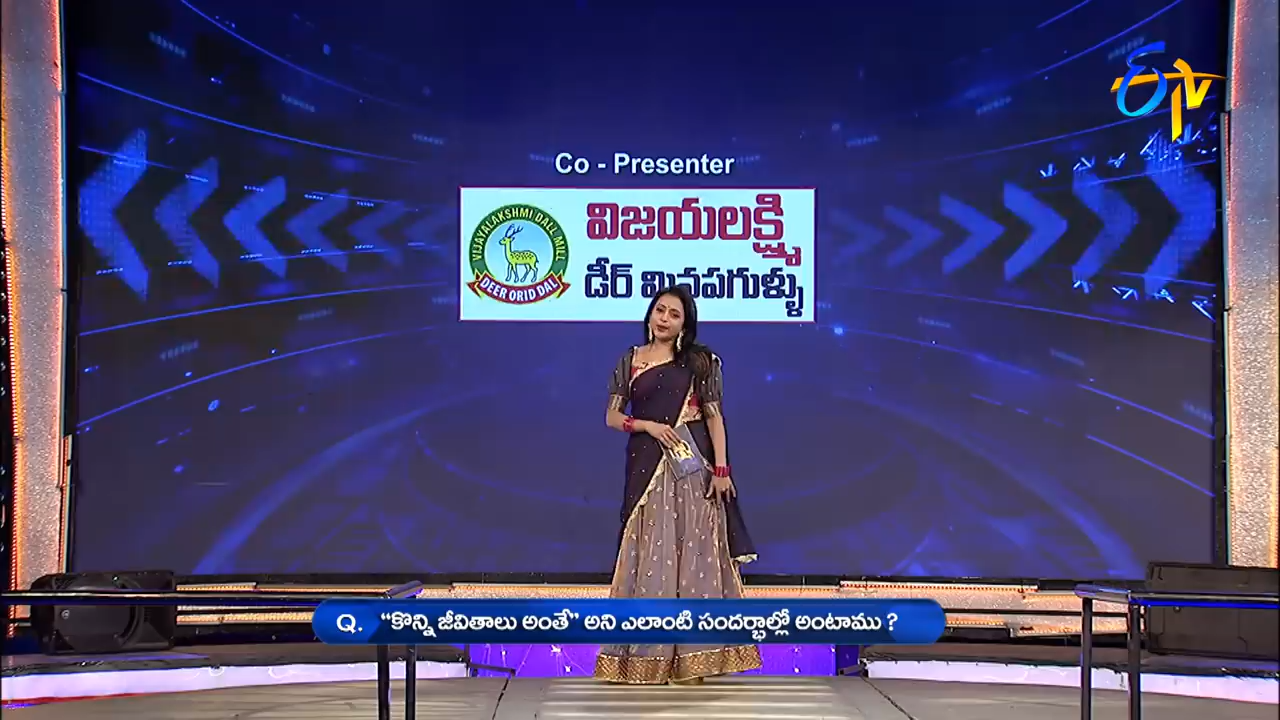 ETV
Co - Presenter
VIJAYALAKSHMI DALL MILL
DEER ORID DAL
విజయలక్ష్మి
డీర్ మినపగుళ్ళు
Q. “కొన్ని జీవితాలు అంతే” అని ఎలాంటి సందర్భాల్లో అంటాము ?